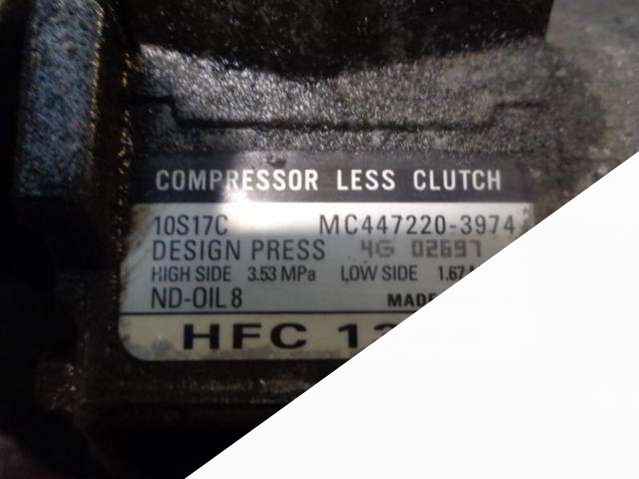 COMPRESSOR LESS CLUTCH
10S17C MC447220-3974
DESIGN PRESS 4G 02697
HIGH SIDE 3.53 MPa LOW SIDE 1.67
ND-OIL 8 MADE
HFC